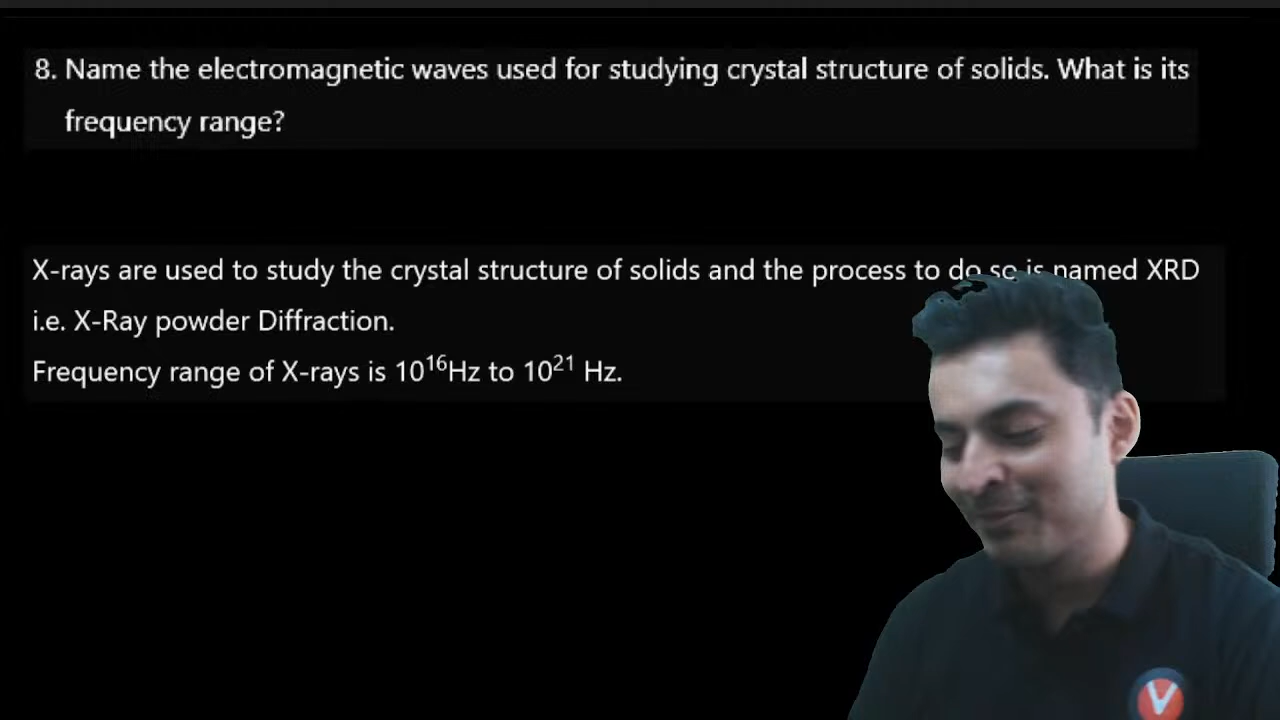 8. Name the electromagnetic waves used for studying crystal structure of solids. What is its
frequency range?
X-rays are used to study the crystal structure of solids and the process to do so is named XRD
i.e. X-Ray powder Diffraction.
Frequency range of X-rays is 10¹⁶Hz to 10²¹ Hz.
V